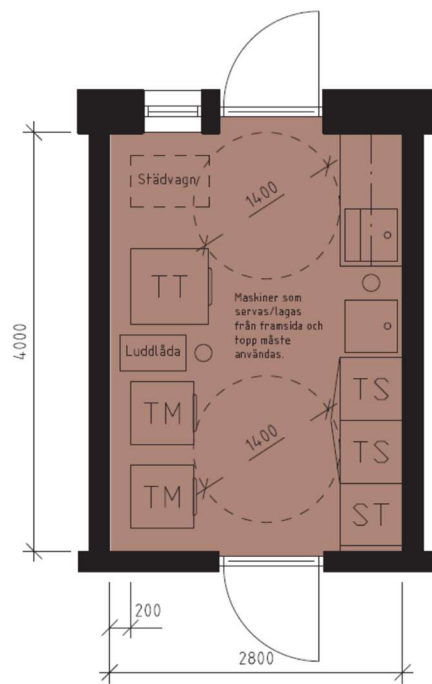 Städvagn
1400
TT
Maskiner som
servas/lagas
från framsida och
topp måste
användas.
4000
Luddlåda
TS
TM
1400
TS
TM
ST
200
2800